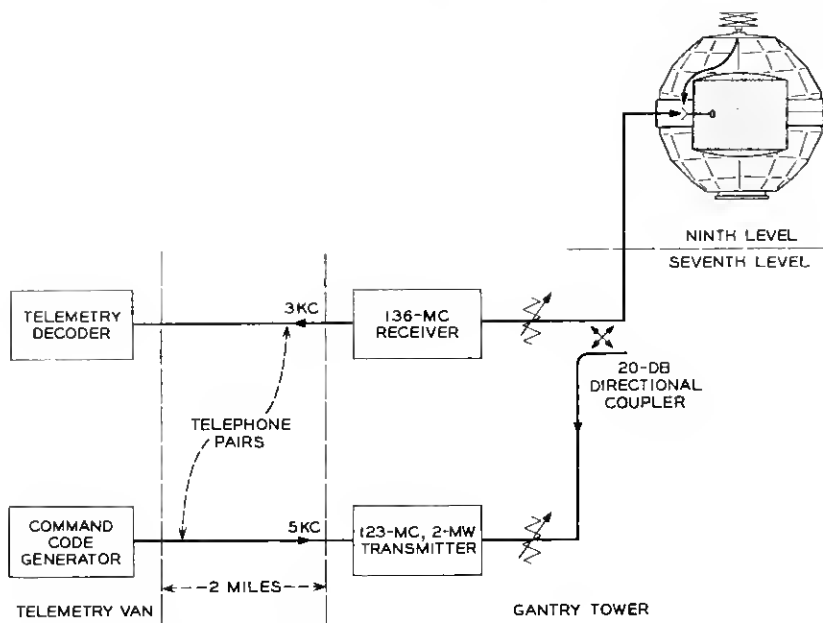 NINTH LEVEL
SEVENTH LEVEL
TELEMETRY
DECODER
3KC
136-MC
RECEIVER
20-DB
DIRECTIONAL
COUPLER
TELEPHONE
PAIRS
COMMAND
CODE
GENERATOR
5KC
123-MC, 2-MW
TRANSMITTER
2 MILES
TELEMETRY VAN
GANTRY TOWER